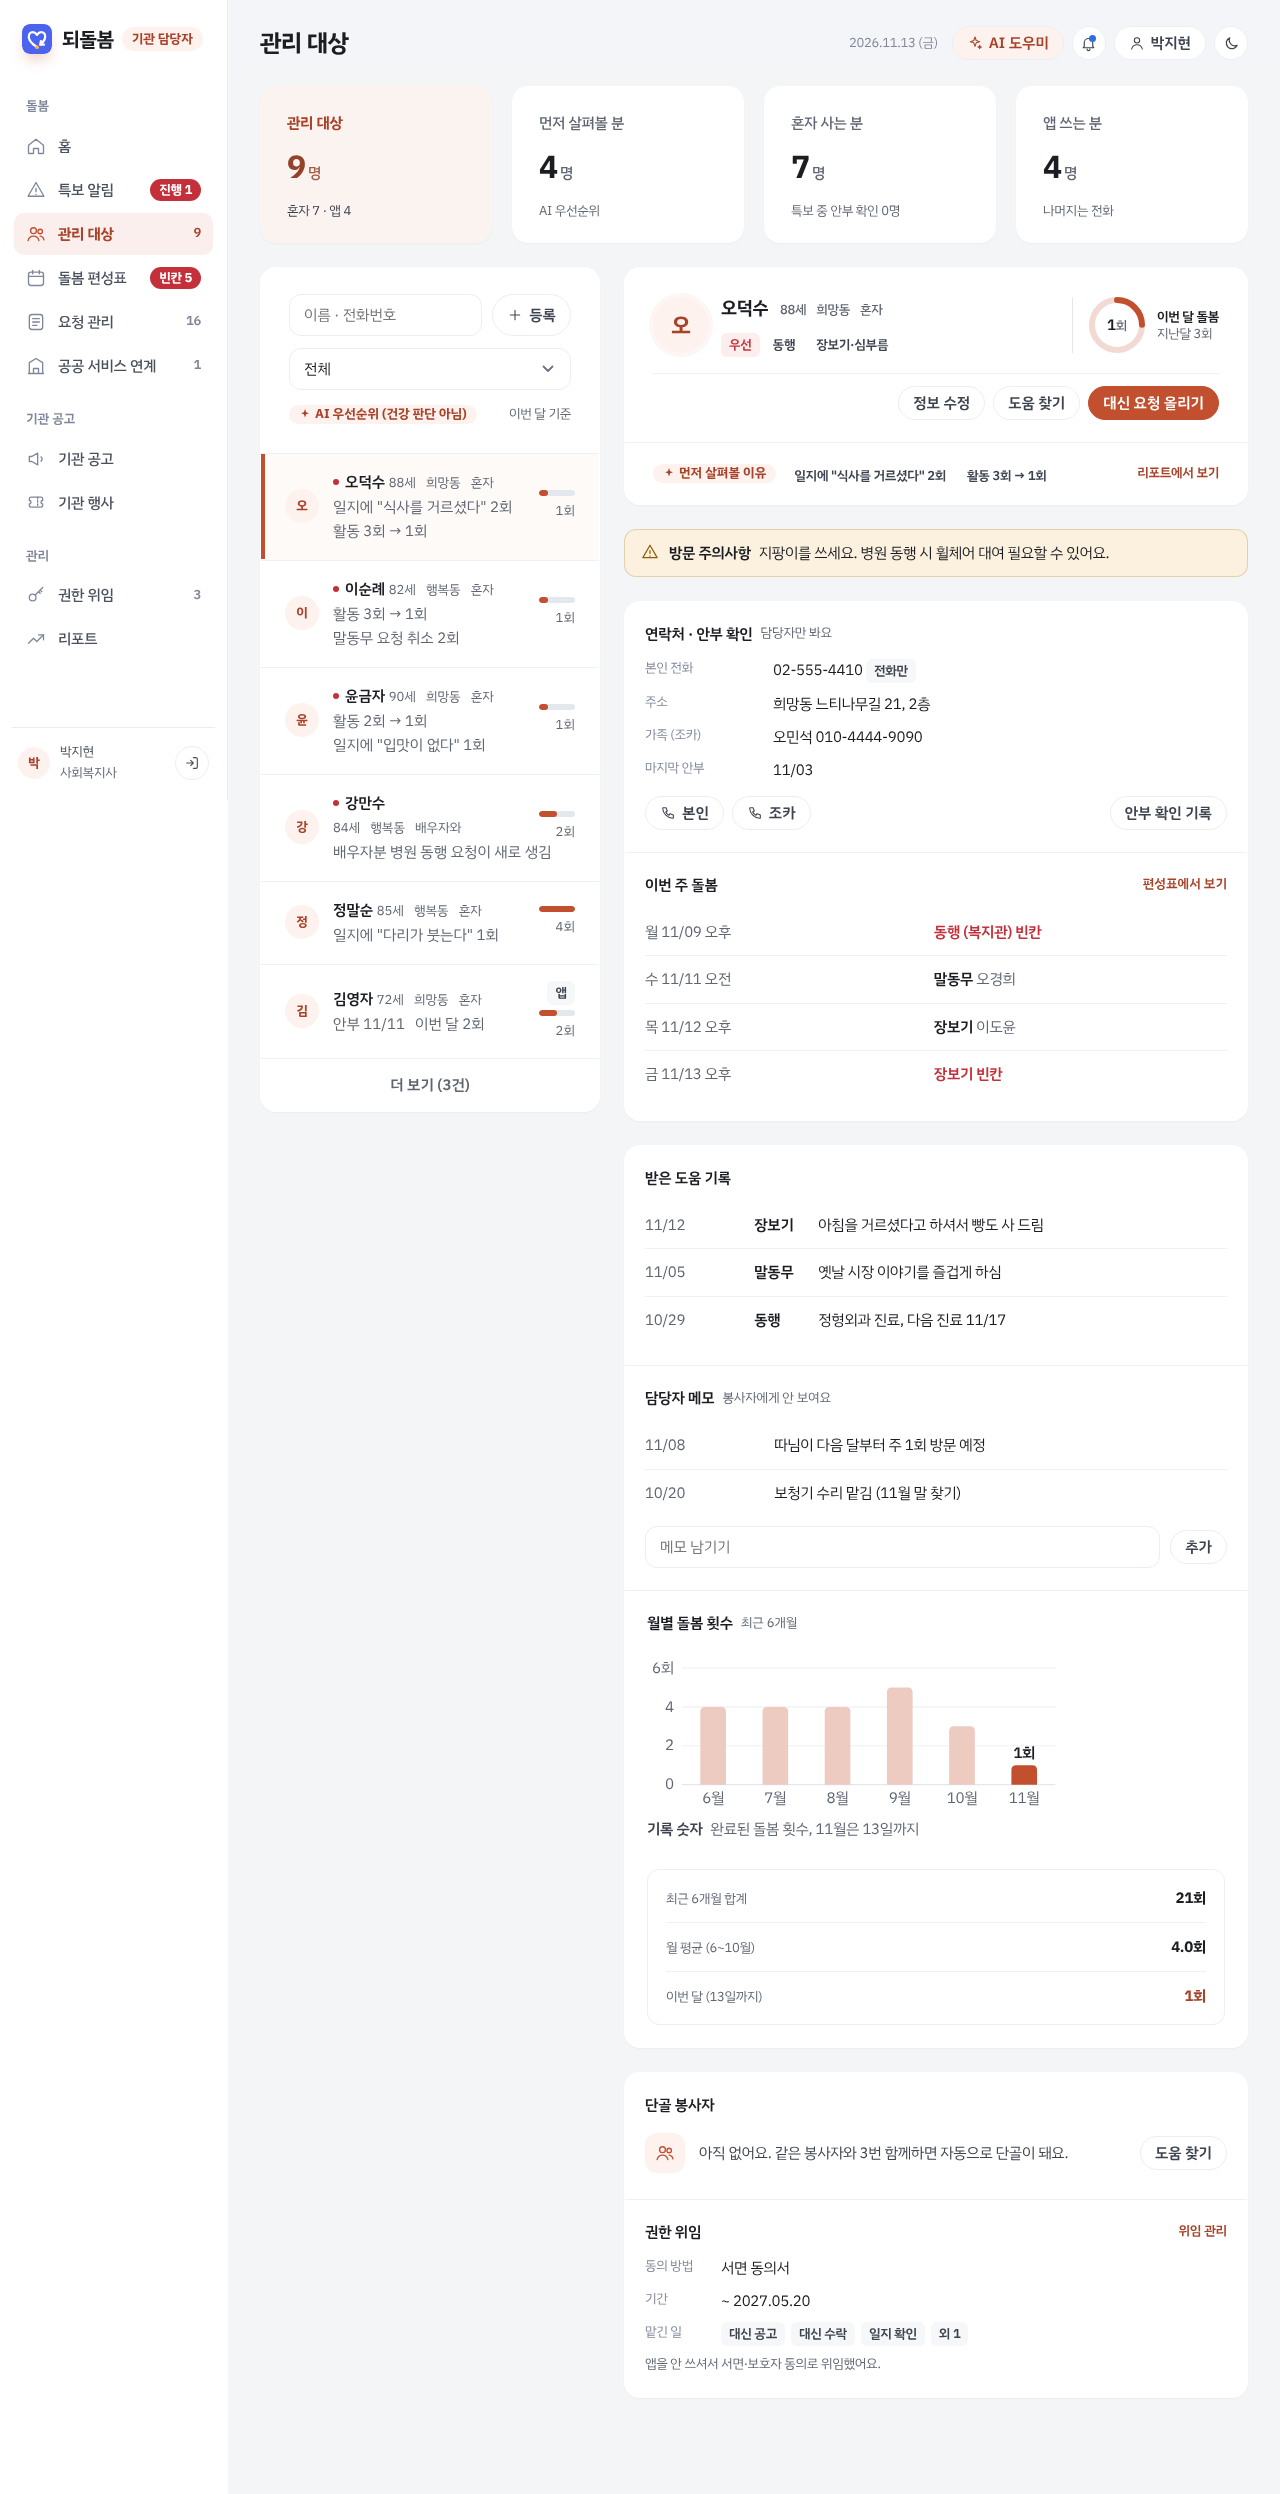 되돌봄 기관 담당자
돌봄
홈
특보 알림 진행 1
관리 대상 9
돌봄 편성표 빈칸 5
요청 관리 16
공공 서비스 연계 1
기관 공고
기관 공고
기관 행사
관리
권한 위임 3
리포트
박 박지현
사회복지사
관리 대상
2026.11.13 (금) AI 도우미 박지현
관리 대상
9명
혼자 7 · 앱 4
먼저 살펴볼 분
4명
AI 우선순위
혼자 사는 분
7명
특보 중 안부 확인 0명
앱 쓰는 분
4명
나머지는 전화
이름 · 전화번호 등록
전체
AI 우선순위 (건강 판단 아님) 이번 달 기준
오 오덕수 88세 희망동 혼자
일지에 "식사를 거르셨다" 2회
활동 3회 → 1회
1회
이 이순례 82세 행복동 혼자
활동 3회 → 1회
말동무 요청 취소 2회
1회
윤 윤금자 90세 희망동 혼자
활동 2회 → 1회
일지에 "입맛이 없다" 1회
1회
강 강만수
84세 행복동 배우자와
배우자분 병원 동행 요청이 새로 생김
2회
정 정말순 85세 행복동 혼자
일지에 "다리가 붓는다" 1회
4회
김 김영자 72세 희망동 혼자
안부 11/11 이번 달 2회
앱
2회
더 보기 (3건)
오 오덕수 88세 희망동 혼자
우선 동행 장보기·심부름
1회 이번 달 돌봄
지난달 3회
정보 수정 도움 찾기 대신 요청 올리기
먼저 살펴볼 이유 일지에 "식사를 거르셨다" 2회 활동 3회 → 1회 리포트에서 보기
방문 주의사항 지팡이를 쓰세요. 병원 동행 시 휠체어 대여 필요할 수 있어요.
연락처 · 안부 확인 담당자만 봐요
본인 전화 02-555-4410 전화만
주소 희망동 느티나무길 21, 2층
가족 (조카) 오민석 010-4444-9090
마지막 안부 11/03
본인 조카 안부 확인 기록
이번 주 돌봄 편성표에서 보기
월 11/09 오후 동행 (복지관) 빈칸
수 11/11 오전 말동무 오경희
목 11/12 오후 장보기 이도윤
금 11/13 오후 장보기 빈칸
받은 도움 기록
11/12 장보기 아침을 거르셨다고 하셔서 빵도 사 드림
11/05 말동무 옛날 시장 이야기를 즐겁게 하심
10/29 동행 정형외과 진료, 다음 진료 11/17
담당자 메모 봉사자에게 안 보여요
11/08 따님이 다음 달부터 주 1회 방문 예정
10/20 보청기 수리 맡김 (11월 말 찾기)
메모 남기기 추가
월별 돌봄 횟수 최근 6개월
6회
4
2
0
1회
6월 7월 8월 9월 10월 11월
기록 숫자 완료된 돌봄 횟수, 11월은 13일까지
최근 6개월 합계 21회
월 평균 (6~10월) 4.0회
이번 달 (13일까지) 1회
단골 봉사자
아직 없어요. 같은 봉사자와 3번 함께하면 자동으로 단골이 돼요. 도움 찾기
권한 위임 위임 관리
동의 방법 서면 동의서
기간 ~ 2027.05.20
맡긴 일 대신 공고 대신 수락 일지 확인 외 1
앱을 안 쓰셔서 서면·보호자 동의로 위임했어요.